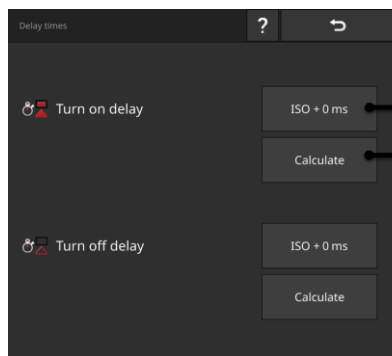 Delay times
?
Turn on delay
ISO + 0 ms
Calculate
Turn off delay
ISO + 0 ms
Calculate